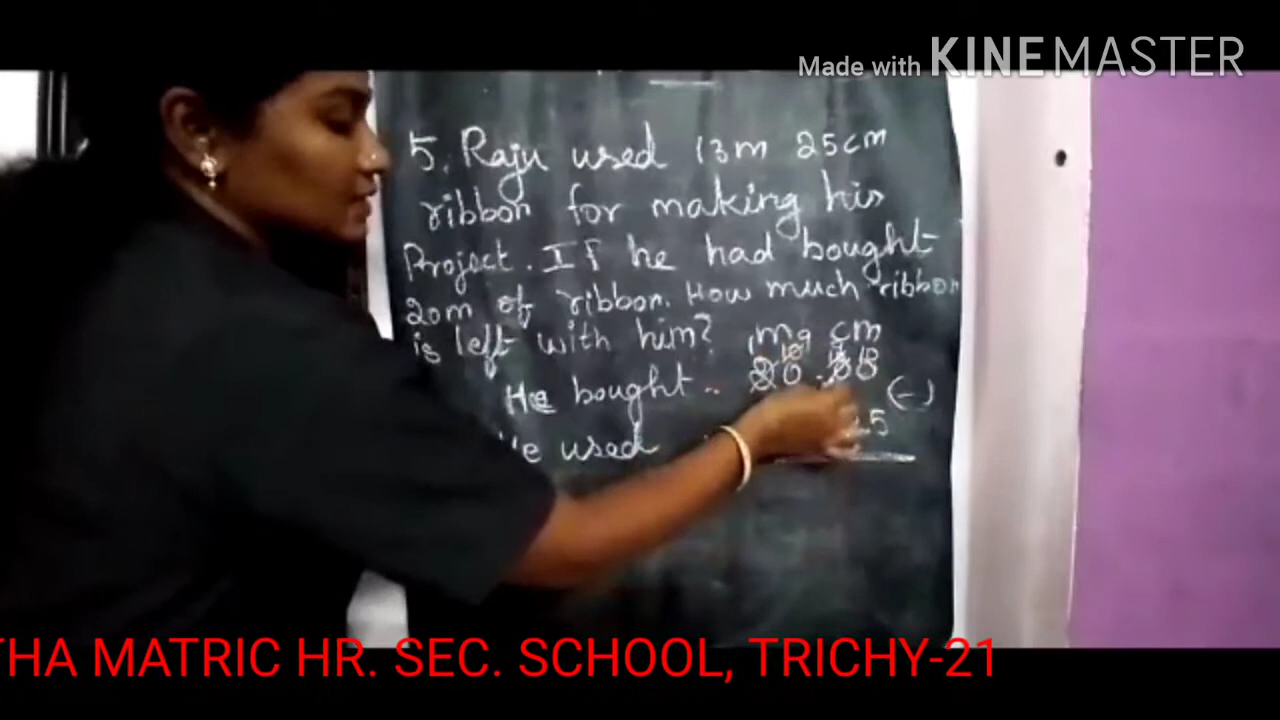 Made with KINEMASTER
5. Raju used 13m 25cm
ribbon for making his
Project. If he had bought
20m of ribbon. How much ribbon
is left with him? m cm
He bought ..
(-)
He used 5
THA MATRIC HR. SEC. SCHOOL, TRICHY-21